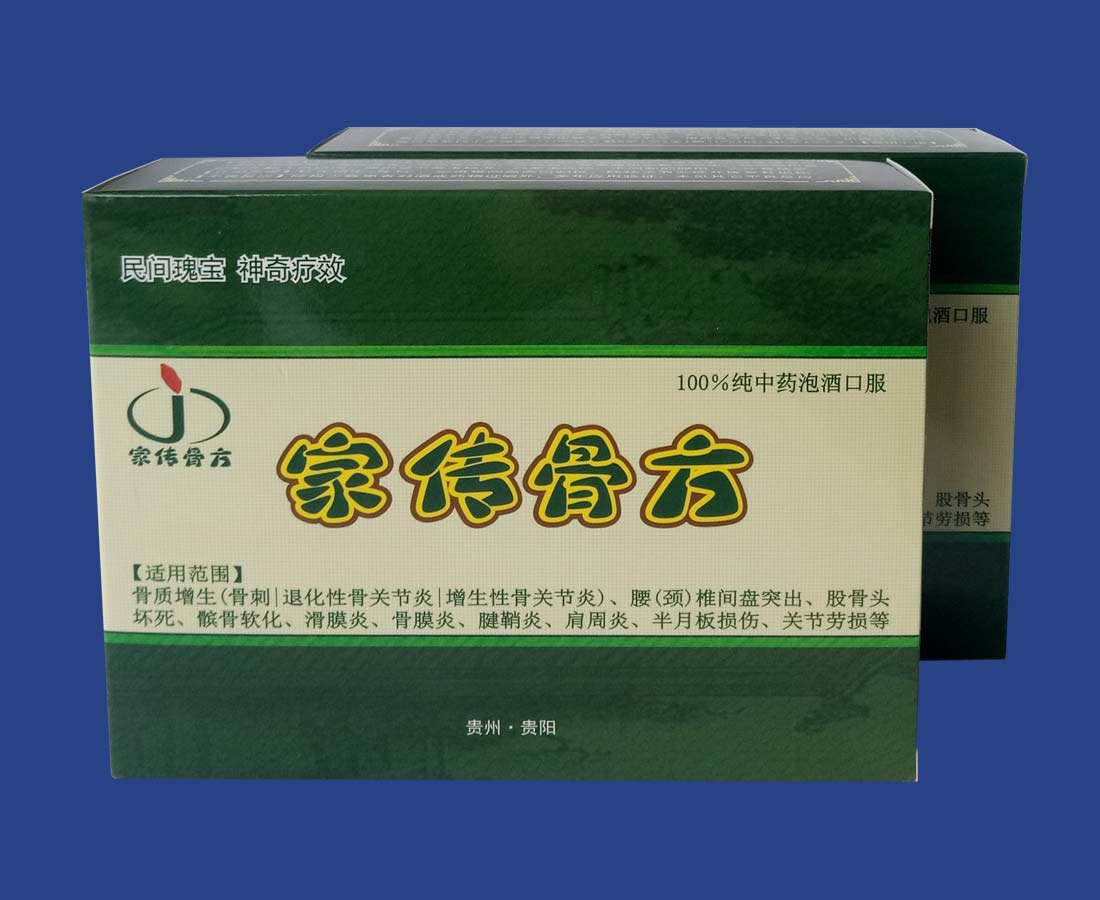 民间瑰宝 神奇疗效
100%纯中药泡酒口服
家传骨方
家传骨方
【适用范围】
骨质增生(骨刺|退化性骨关节炎|增生性骨关节炎)、腰(颈)椎间盘突出、股骨头
坏死、髌骨软化、滑膜炎、骨膜炎、腱鞘炎、肩周炎、半月板损伤、关节劳损等
贵州·贵阳
酒口服
股骨头
节劳损等